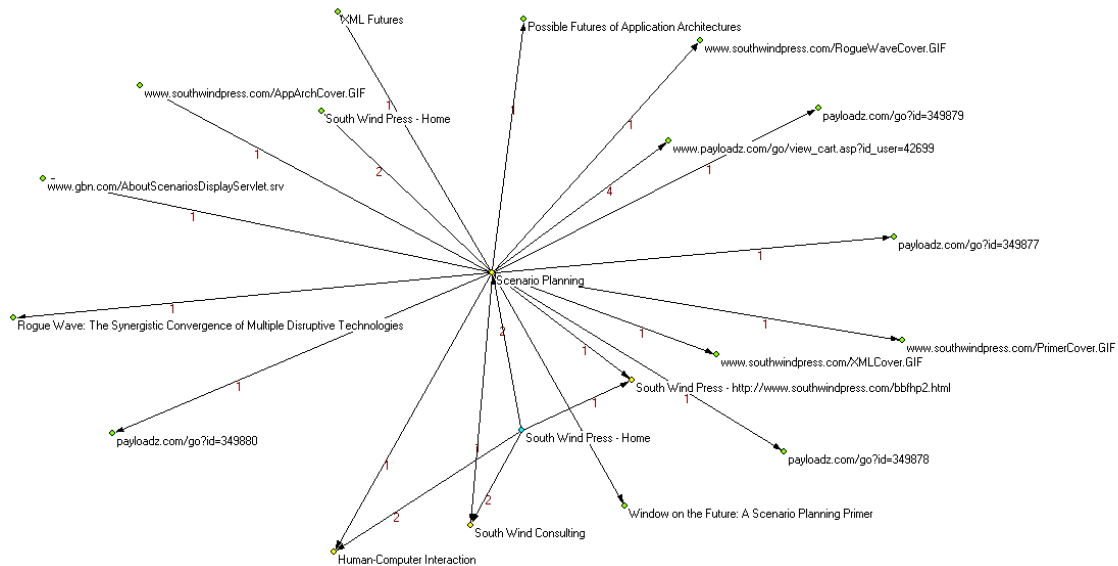 XML Futures
Possible Futures of Application Architectures
www.southwindpress.com/RogueWaveCover.GIF
www.southwindpress.com/AppArchCover.GIF
1
1
1
South Wind Press - Home
payloadz.com/go?id=349879
www.payloadz.com/go/view_cart.asp?id_user=42699
1
2
1
4
www.gbn.com/AboutScenariosDisplayServlet.srv
1
payloadz.com/go?id=349877
1
Scenario Planning
1
Rogue Wave: The Synergistic Convergence of Multiple Disruptive Technologies
1
2
1
1
www.southwindpress.com/PrimerCover.GIF
www.southwindpress.com/XMLCover.GIF
1
South Wind Press - http://www.southwindpress.com/bbfhp2.html
1
1
payloadz.com/go?id=349880
South Wind Press - Home
payloadz.com/go?id=349878
1
1
1
2
Window on the Future: A Scenario Planning Primer
2
South Wind Consulting
Human-Computer Interaction